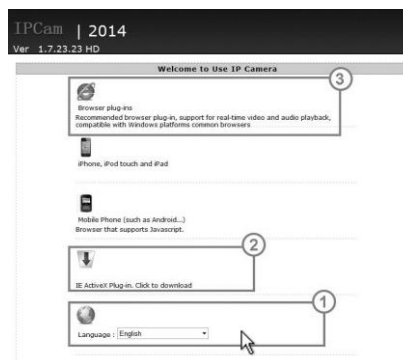 IPCam | 2014
Ver 1.7.23.23 HD
Welcome to Use IP Camera
3
Browser plug-ins
Recommended browser plug-in, support for real-time video and audio playback,
compatible with Windows platforms common browsers
iPhone, iPod touch and iPad
Mobile Phone (such as Android...)
Browser that supports Javascript.
2
IE ActiveX Plug-in. Click to download
1
Language : English